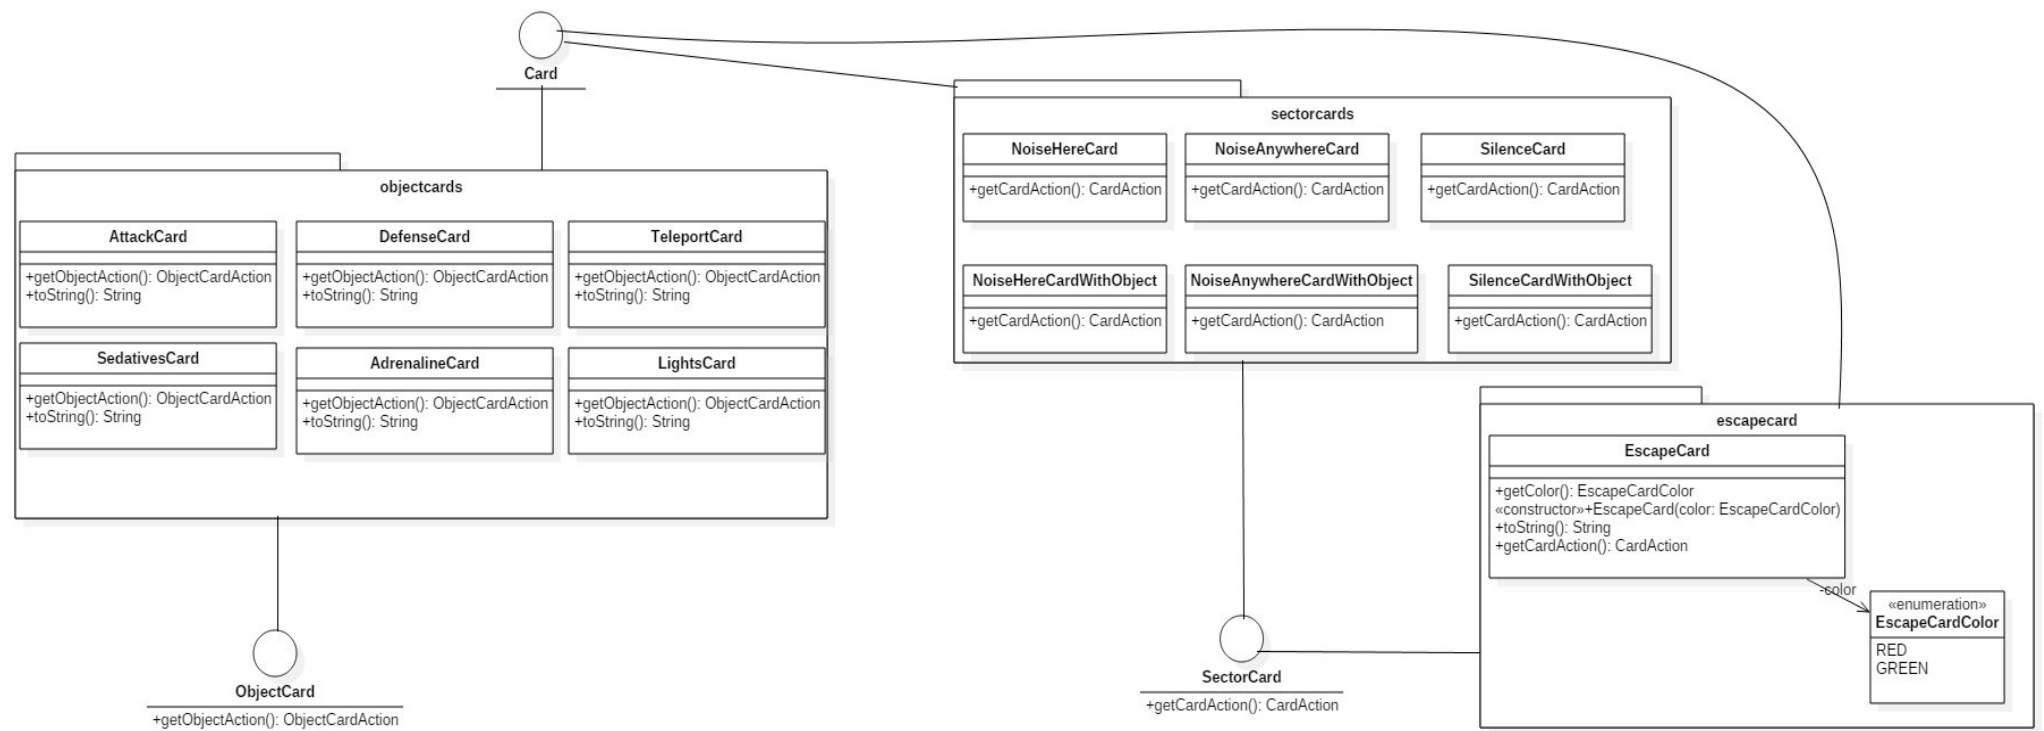 Card
sectorcards
NoiseHereCard
+getCardAction(): CardAction
NoiseAnywhereCard
+getCardAction(): CardAction
SilenceCard
+getCardAction(): CardAction
NoiseHereCardWithObject
+getCardAction(): CardAction
NoiseAnywhereCardWithObject
+getCardAction(): CardAction
SilenceCardWithObject
+getCardAction(): CardAction
objectcards
AttackCard
+getObjectAction(): ObjectCardAction
+toString(): String
DefenseCard
+getObjectAction(): ObjectCardAction
+toString(): String
TeleportCard
+getObjectAction(): ObjectCardAction
+toString(): String
SedativesCard
+getObjectAction(): ObjectCardAction
+toString(): String
AdrenalineCard
+getObjectAction(): ObjectCardAction
+toString(): String
LightsCard
+getObjectAction(): ObjectCardAction
+toString(): String
escapecard
EscapeCard
+getColor(): EscapeCardColor
«constructor»+EscapeCard(color: EscapeCardColor)
+toString(): String
+getCardAction(): CardAction
-color
«enumeration»
EscapeCardColor
RED
GREEN
ObjectCard
+getObjectAction(): ObjectCardAction
SectorCard
+getCardAction(): CardAction